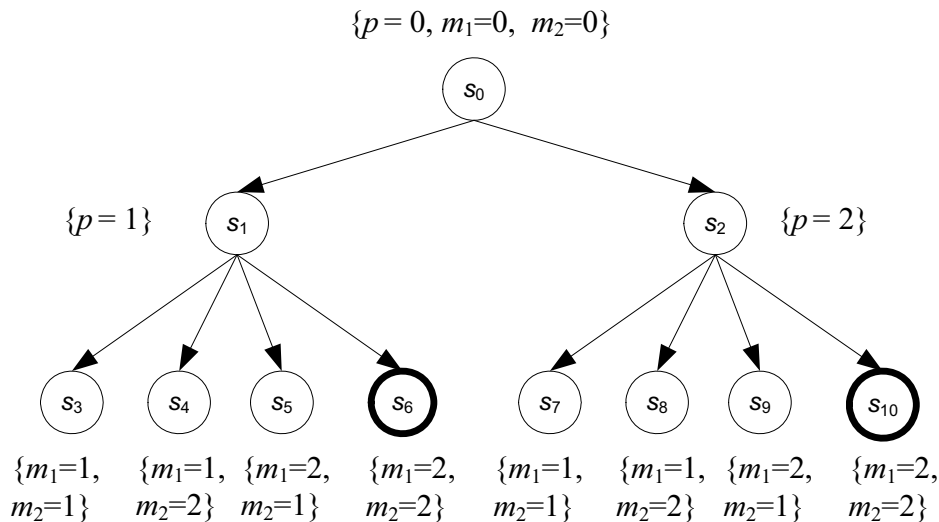 {p = 0, m₁=0, m₂=0}
s₀
{p = 1} s₁ s₂ {p = 2}
s₃ s₄ s₅ s₆ s₇ s₈ s₉ s₁₀
{m₁=1, {m₁=1, {m₁=2, {m₁=2, {m₁=1, {m₁=1, {m₁=2, {m₁=2,
m₂=1} m₂=2} m₂=1} m₂=2} m₂=1} m₂=2} m₂=1} m₂=2}